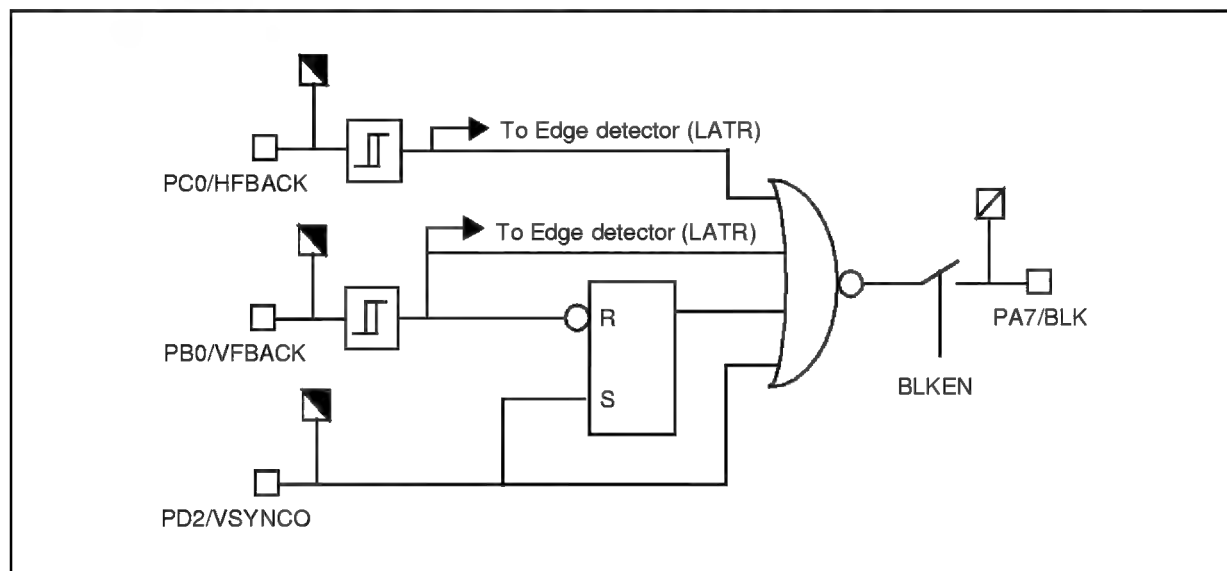 To Edge detector (LATR)
PC0/HFBACK
To Edge detector (LATR)
R
PB0/VFBACK
PA7/BLK
BLKEN
S
PD2/VSYNCO